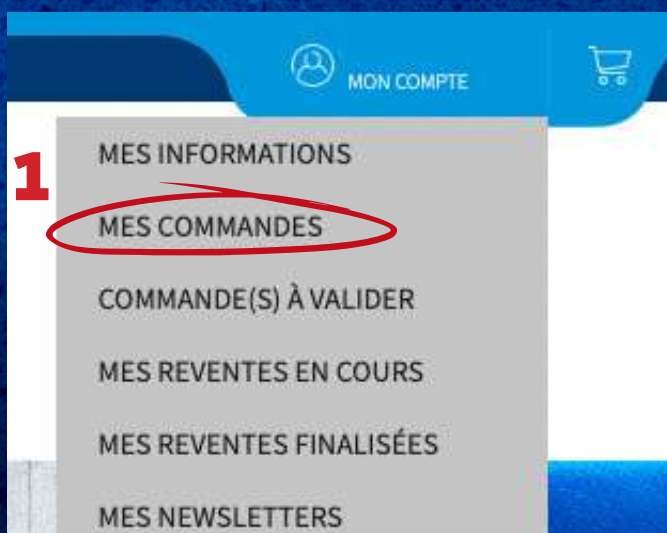 MON COMPTE
1
MES INFORMATIONS
MES COMMANDES
COMMANDE(S) À VALIDER
MES REVENTES EN COURS
MES REVENTES FINALISÉES
MES NEWSLETTERS